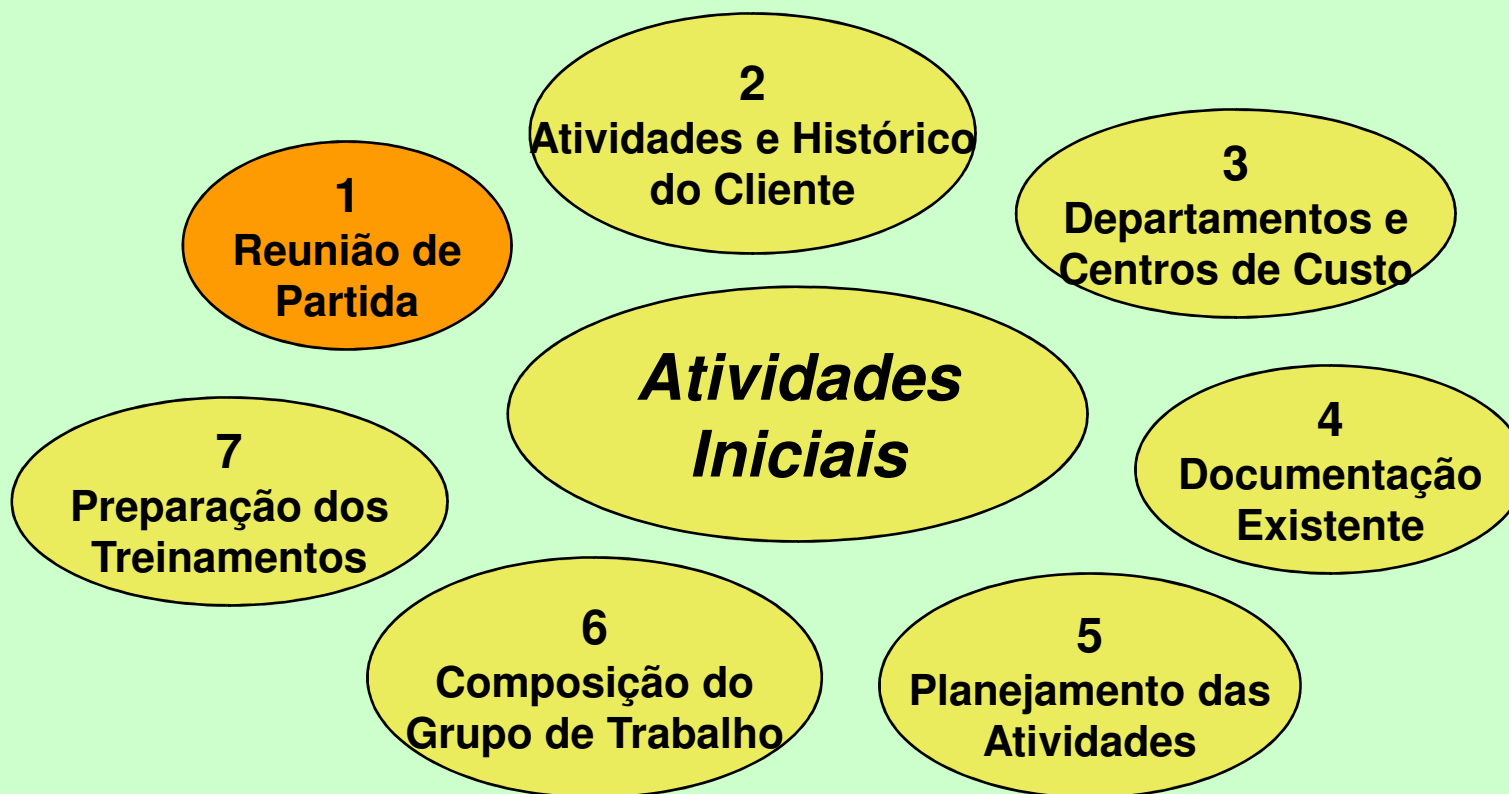 1
Reunião de
Partida
2
Atividades e Histórico
do Cliente
3
Departamentos e
Centros de Custo
Atividades
Iniciais
4
Documentação
Existente
5
Planejamento das
Atividades
6
Composição do
Grupo de Trabalho
7
Preparação dos
Treinamentos